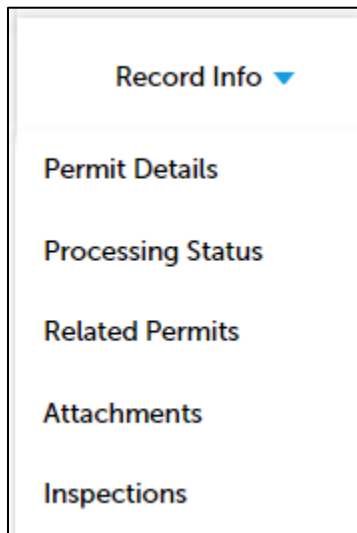 Record Info
Permit Details
Processing Status
Related Permits
Attachments
Inspections